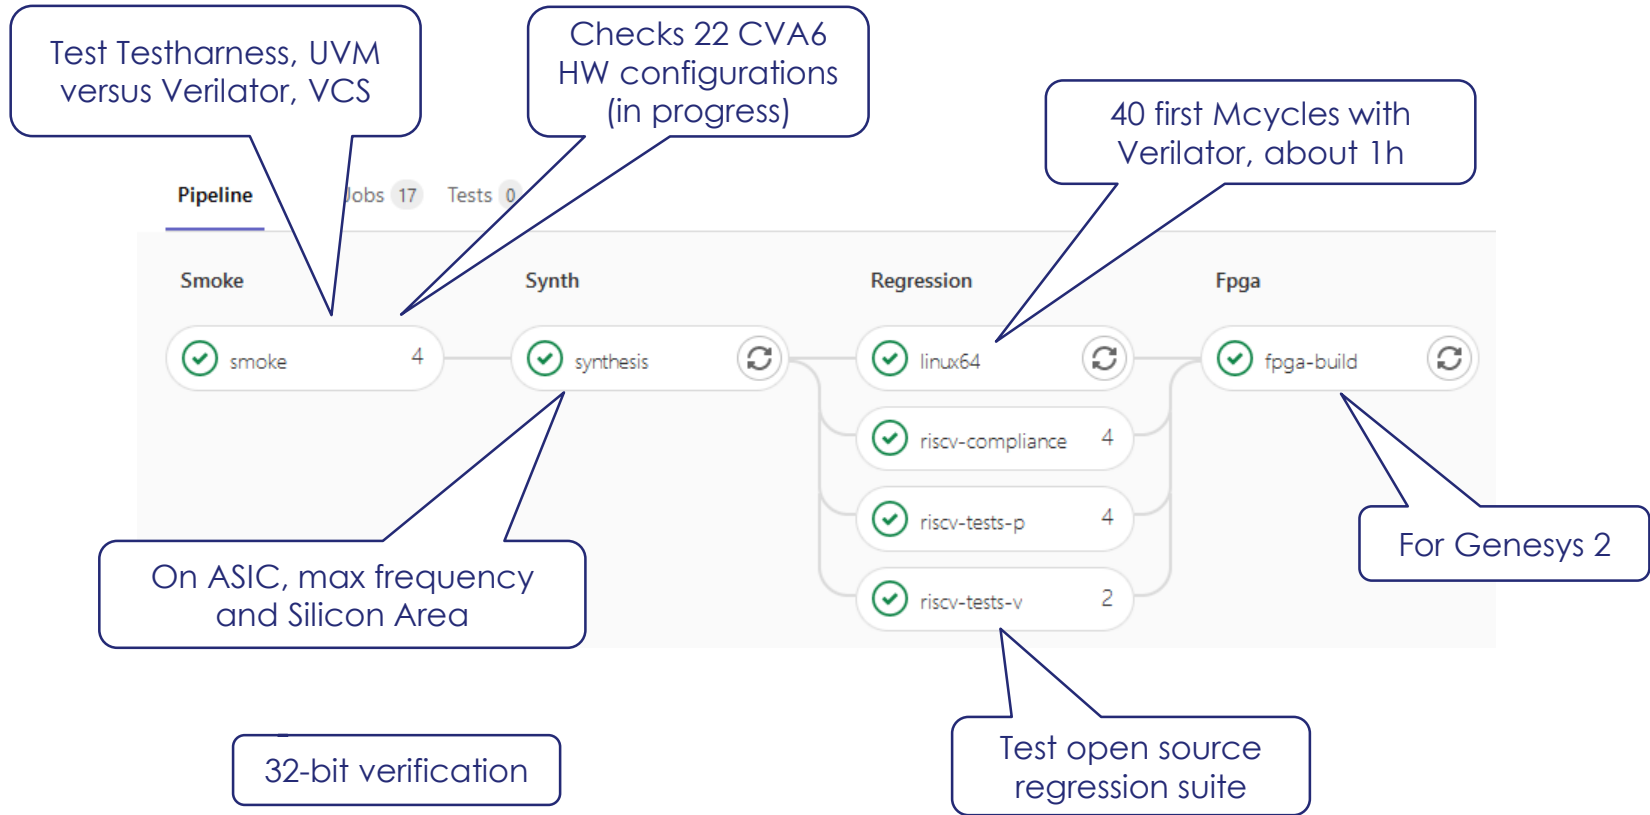 Test Testharness, UVM
versus Verilator, VCS
Checks 22 CVA6
HW configurations
(in progress)
40 first Mcycles with
Verilator, about 1h
Pipeline
Jobs 17
Tests 0
Smoke
Synth
Regression
Fpga
smoke 4
synthesis
linux64
fpga-build
riscv-compliance 4
riscv-tests-p 4
riscv-tests-v 2
On ASIC, max frequency
and Silicon Area
For Genesys 2
32-bit verification
Test open source
regression suite